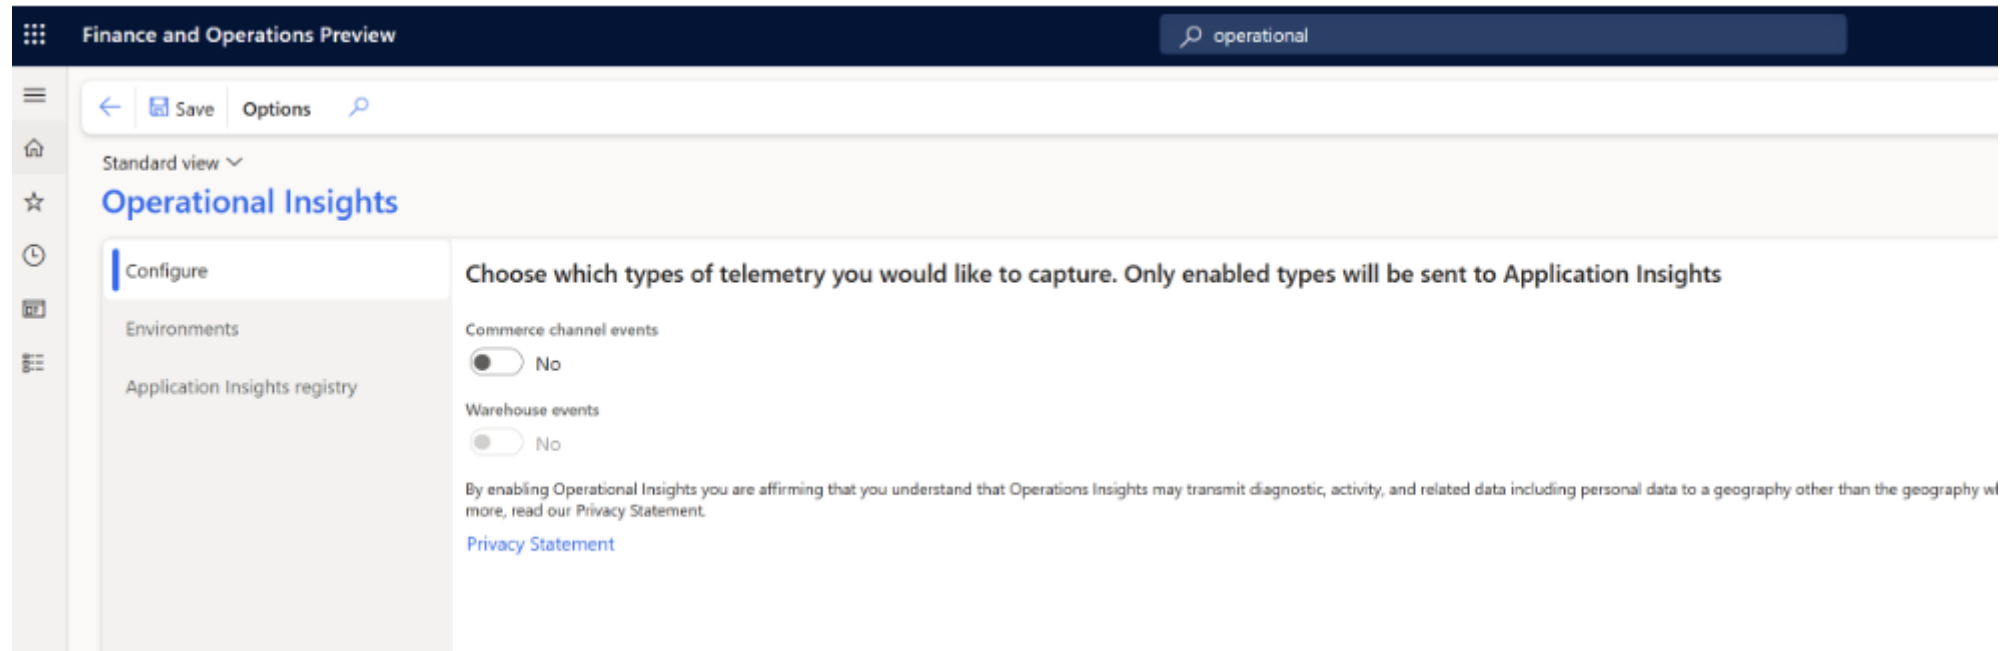 Finance and Operations Preview
operational
Save
Options
Standard view
Operational Insights
Configure
Environments
Application Insights registry
Choose which types of telemetry you would like to capture. Only enabled types will be sent to Application Insights
Commerce channel events
No
Warehouse events
No
By enabling Operational Insights you are affirming that you understand that Operations Insights may transmit diagnostic, activity, and related data including personal data to a geography other than the geography
more, read our Privacy Statement.
Privacy Statement